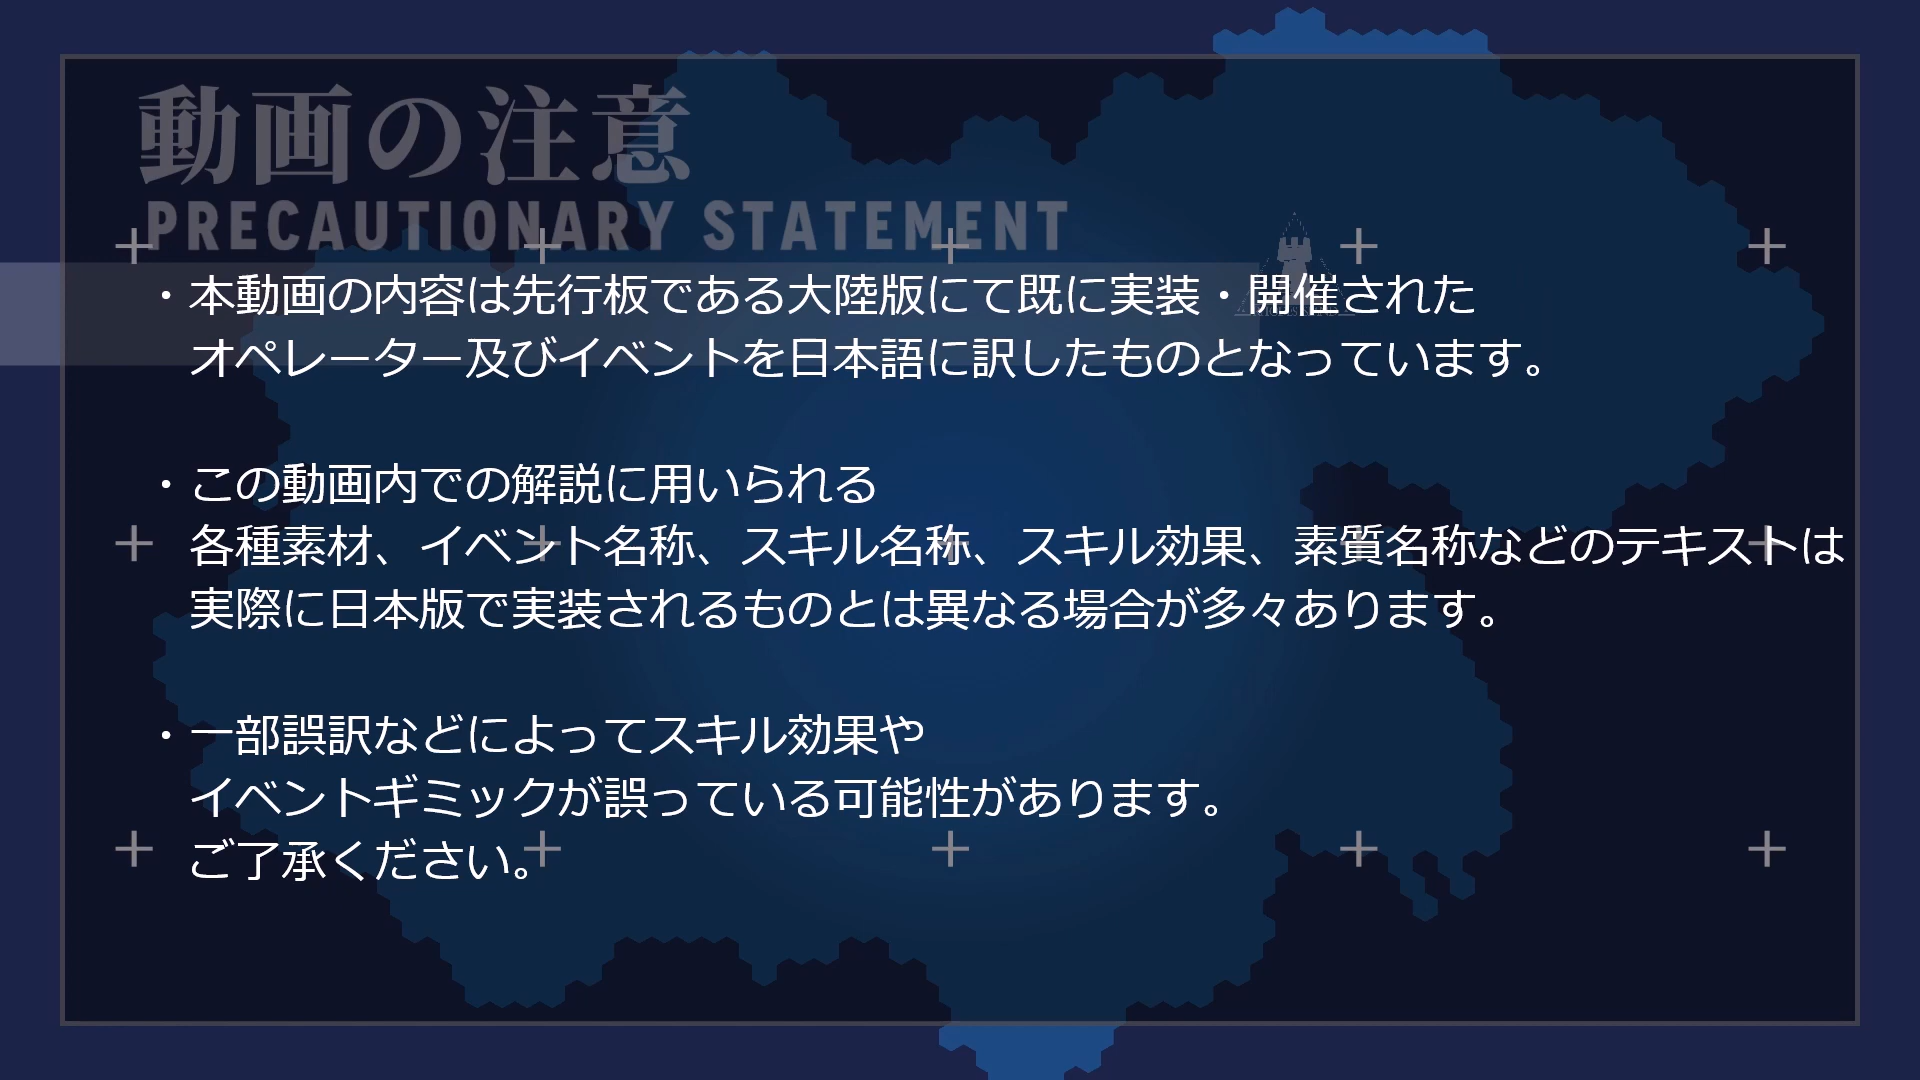 動画の注意
PRECAUTIONARY STATEMENT
・本動画の内容は先行板である大陸版にて既に実装・開催された
オペレーター及びイベントを日本語に訳したものとなっています。
・この動画内での解説に用いられる
各種素材、イベント名称、スキル名称、スキル効果、素質名称などのテキストは
実際に日本版で実装されるものとは異なる場合が多々あります。
・一部誤訳などによってスキル効果や
イベントギミックが誤っている可能性があります。
ご了承ください。